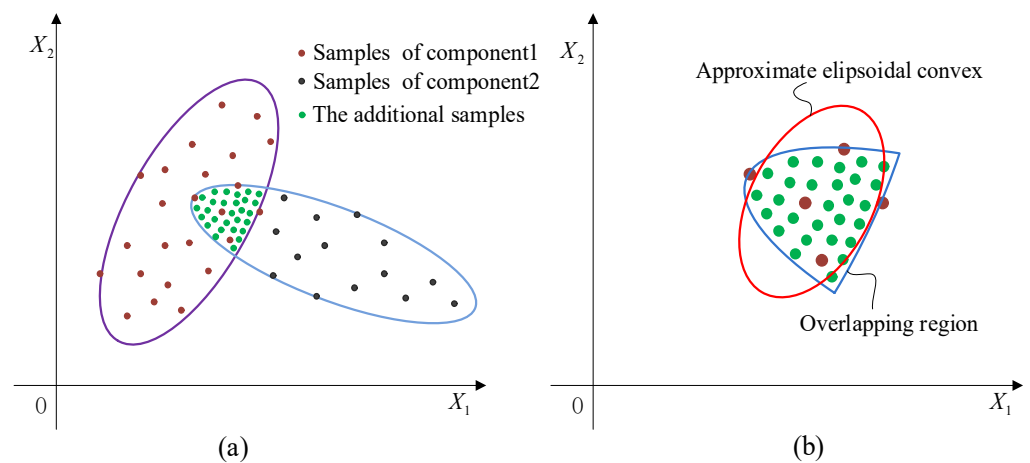 X2
Samples of component1
Samples of component2
The additional samples
0
X1
(a)
X2
Approximate elipsoidal convex
Overlapping region
0
X1
(b)